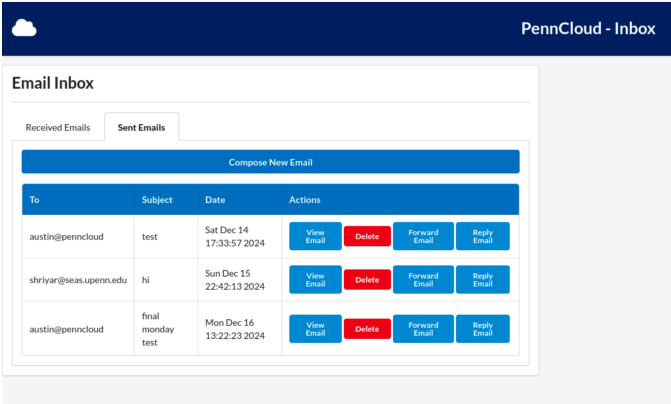 PennCloud - Inbox
Email Inbox
Received Emails Sent Emails
Compose New Email
To Subject Date Actions
austin@penncloud test Sat Dec 14
17:33:57 2024
View
Email
Delete
Forward
Email
Reply
Email
shriyar@seas.upenn.edu hi Sun Dec 15
22:42:13 2024
View
Email
Delete
Forward
Email
Reply
Email
austin@penncloud
final
monday
test
Mon Dec 16
13:22:23 2024
View
Email
Delete
Forward
Email
Reply
Email